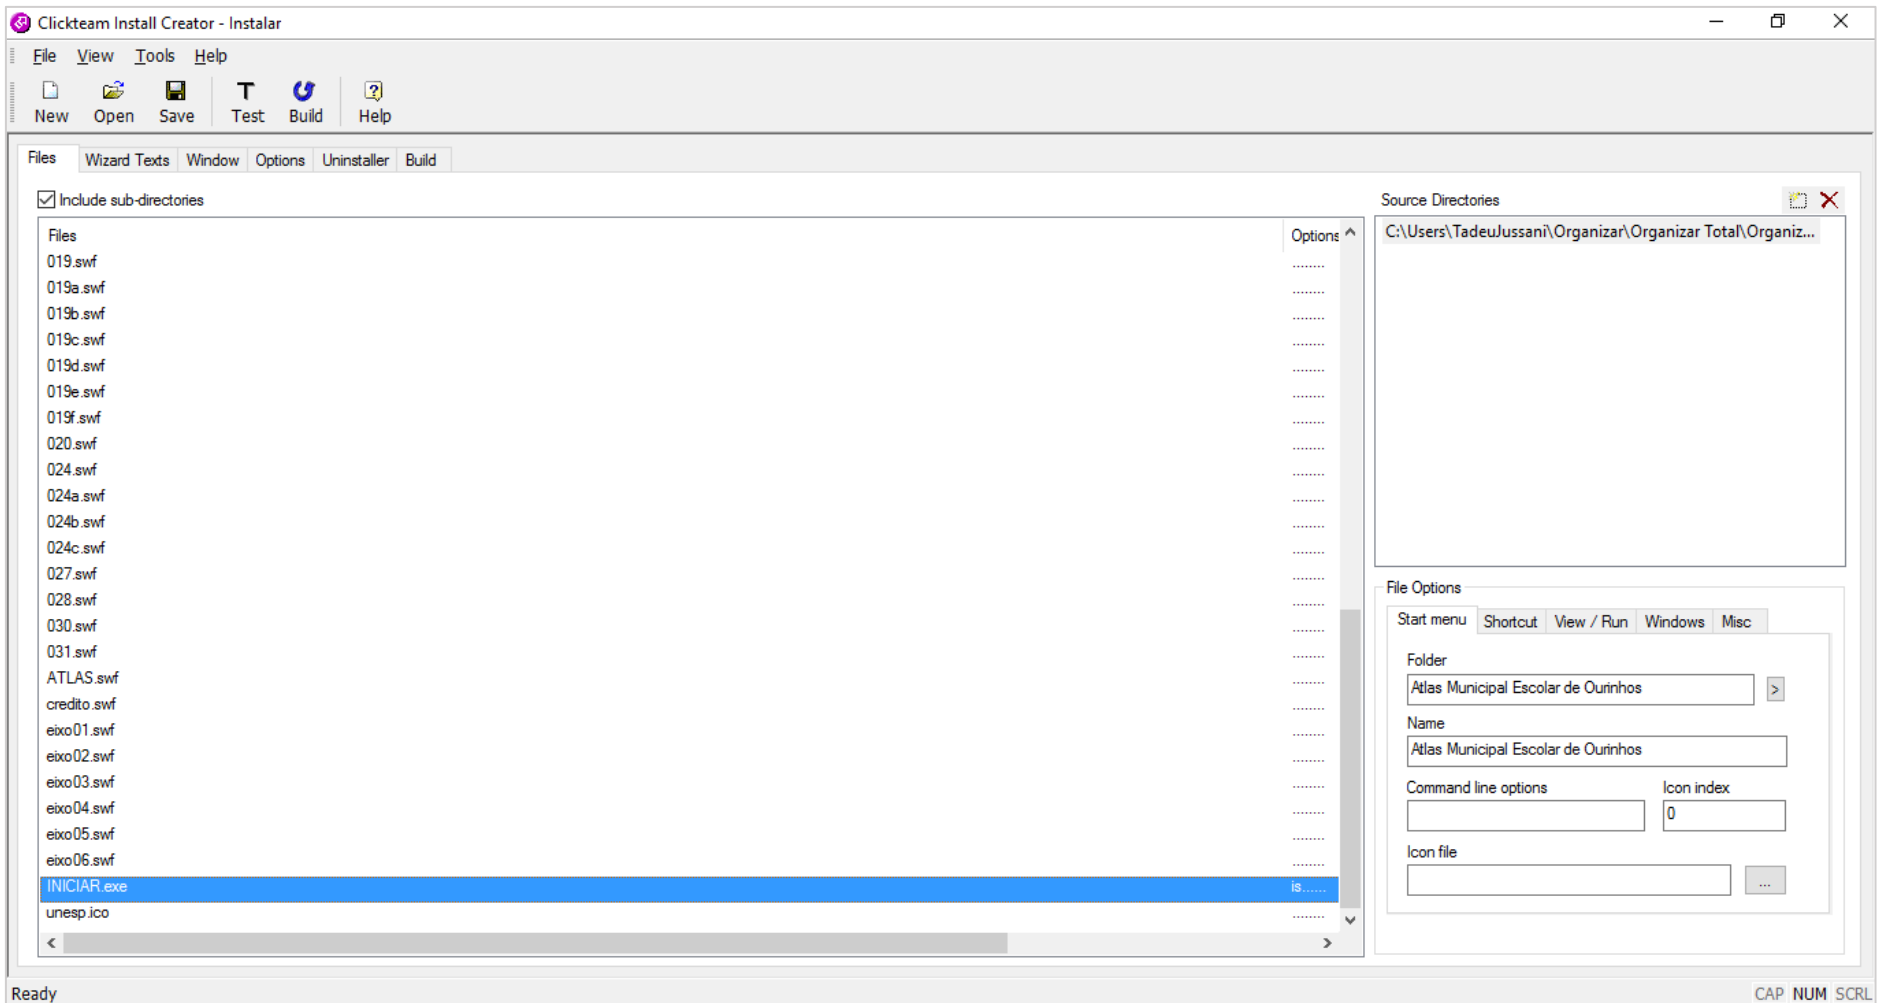 Clickteam Install Creator - Instalar
File View Tools Help
New Open Save Test Build Help
Files Wizard Texts Window Options Uninstaller Build
Include sub-directories
Files Options
019.swf ........
019a.swf ........
019b.swf ........
019c.swf ........
019d.swf ........
019e.swf ........
019f.swf ........
020.swf ........
024.swf ........
024a.swf ........
024b.swf ........
024c.swf ........
027.swf ........
028.swf ........
030.swf ........
031.swf ........
ATLAS.swf ........
credito.swf ........
eixo01.swf ........
eixo02.swf ........
eixo03.swf ........
eixo04.swf ........
eixo05.swf ........
eixo06.swf ........
INICIAR.exe is......
unesp.ico ........
Source Directories
C:\Users\TadeuJussani\Organizar\Organizar Total\Organiz...
File Options
Start menu Shortcut View / Run Windows Misc
Folder
Atlas Municipal Escolar de Ourinhos >
Name
Atlas Municipal Escolar de Ourinhos
Command line options Icon index
0
Icon file
...
Ready CAP NUM SCRL